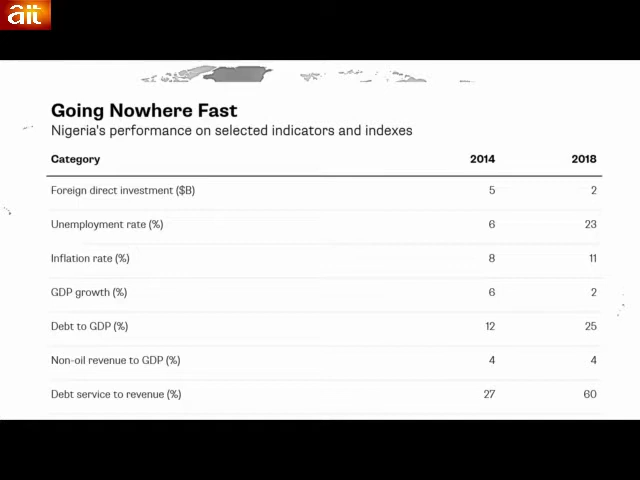 ait
Going Nowhere Fast
Nigeria's performance on selected indicators and indexes
Category 2014 2018
Foreign direct investment ($B) 5 2
Unemployment rate (%) 6 23
Inflation rate (%) 8 11
GDP growth (%) 6 2
Debt to GDP (%) 12 25
Non-oil revenue to GDP (%) 4 4
Debt service to revenue (%) 27 60